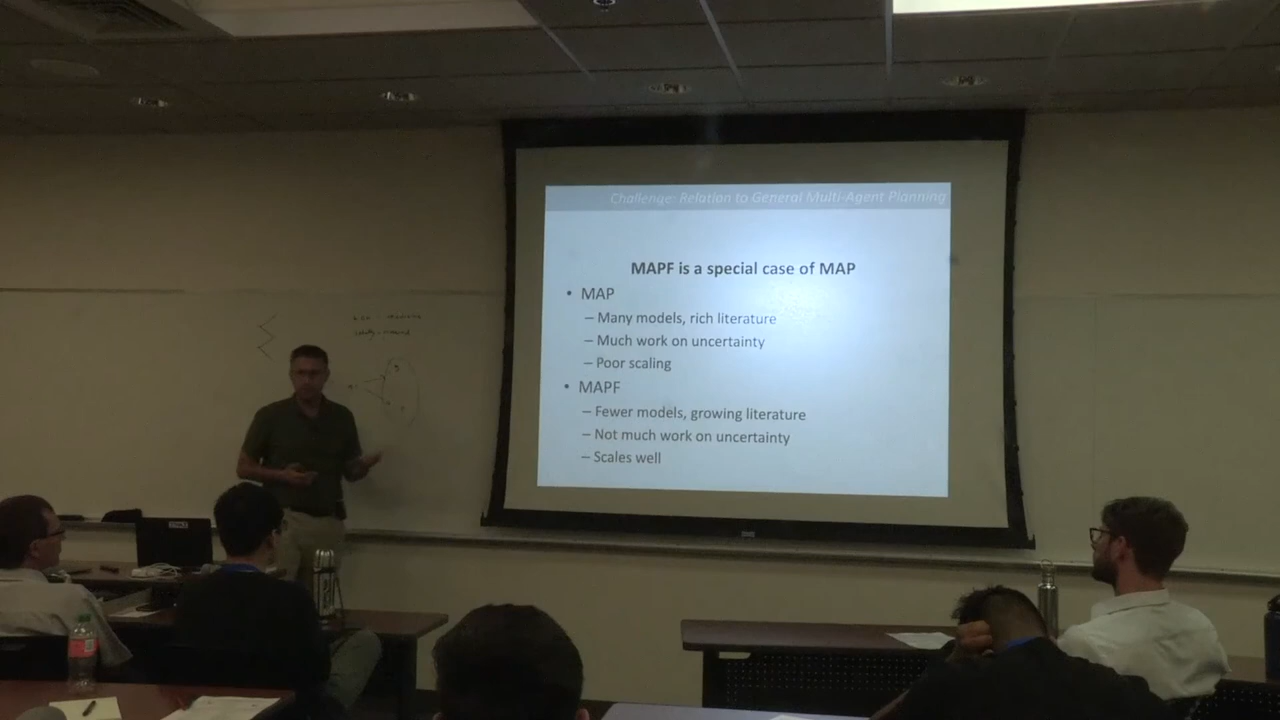 Challenge: Relation to General Multi-Agent Planning
MAPF is a special case of MAP
• MAP
– Many models, rich literature
– Much work on uncertainty
– Poor scaling
• MAPF
– Fewer models, growing literature
– Not much work on uncertainty
– Scales well